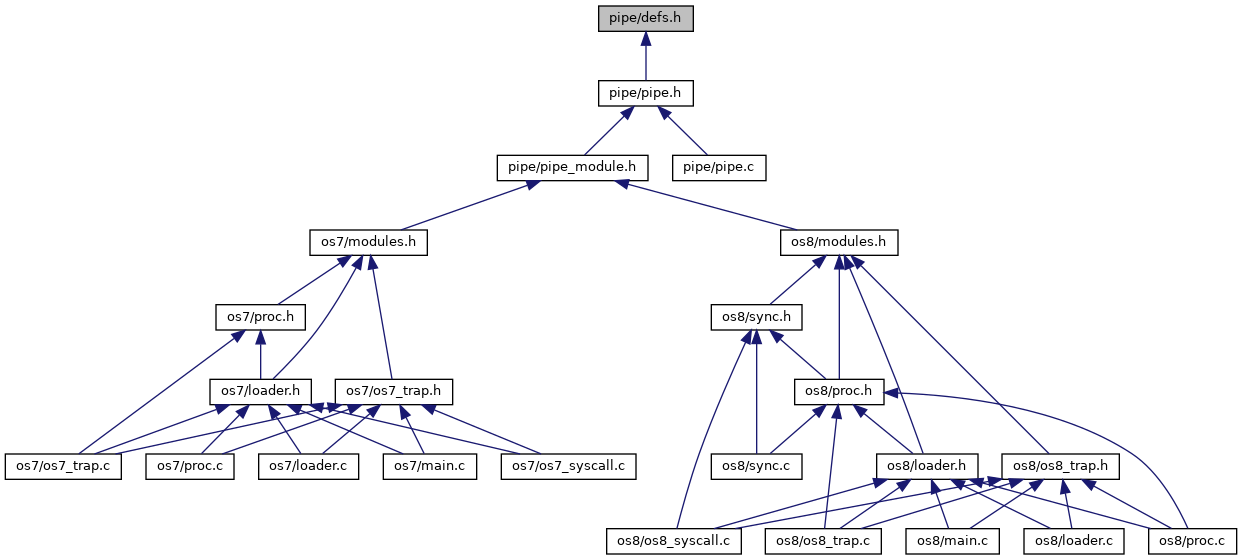 pipe/defs.h
pipe/pipe.h
pipe/pipe_module.h
pipe/pipe.c
os7/modules.h
os8/modules.h
os7/proc.h
os8/sync.h
os7/loader.h
os7/os7_trap.h
os8/proc.h
os7/os7_trap.c
os7/proc.c
os7/loader.c
os7/main.c
os7/os7_syscall.c
os8/sync.c
os8/loader.h
os8/os8_trap.h
os8/os8_syscall.c
os8/os8_trap.c
os8/main.c
os8/loader.c
os8/proc.c